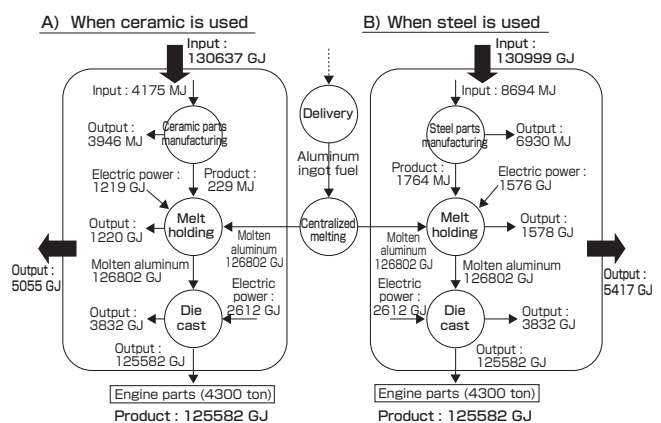 A) When ceramic is used
Input :
130637 GJ
Input : 4175 MJ
Ceramic parts
manufacturing
Output :
3946 MJ
Electric power :
1219 GJ
Product :
229 MJ
Melt
holding
Output :
1220 GJ
Output :
5055 GJ
Molten aluminum
126802 GJ
Electric
power :
2612 GJ
Die
cast
Output :
3832 GJ
Output :
125582 GJ
Engine parts (4300 ton)
Product : 125582 GJ
Delivery
Aluminum
ingot fuel
Centralized
melting
Molten
aluminum
126802 GJ
Molten
aluminum
126802 GJ
B) When steel is used
Input :
130999 GJ
Input : 8694 MJ
Steel parts
manufacturing
Output :
6930 MJ
Product :
1764 MJ
Electric power :
1576 GJ
Melt
holding
Output :
1578 GJ
Output :
5417 GJ
Molten aluminum
126802 GJ
Electric
power :
2612 GJ
Die
cast
Output :
3832 GJ
Output :
125582 GJ
Engine parts (4300 ton)
Product : 125582 GJ